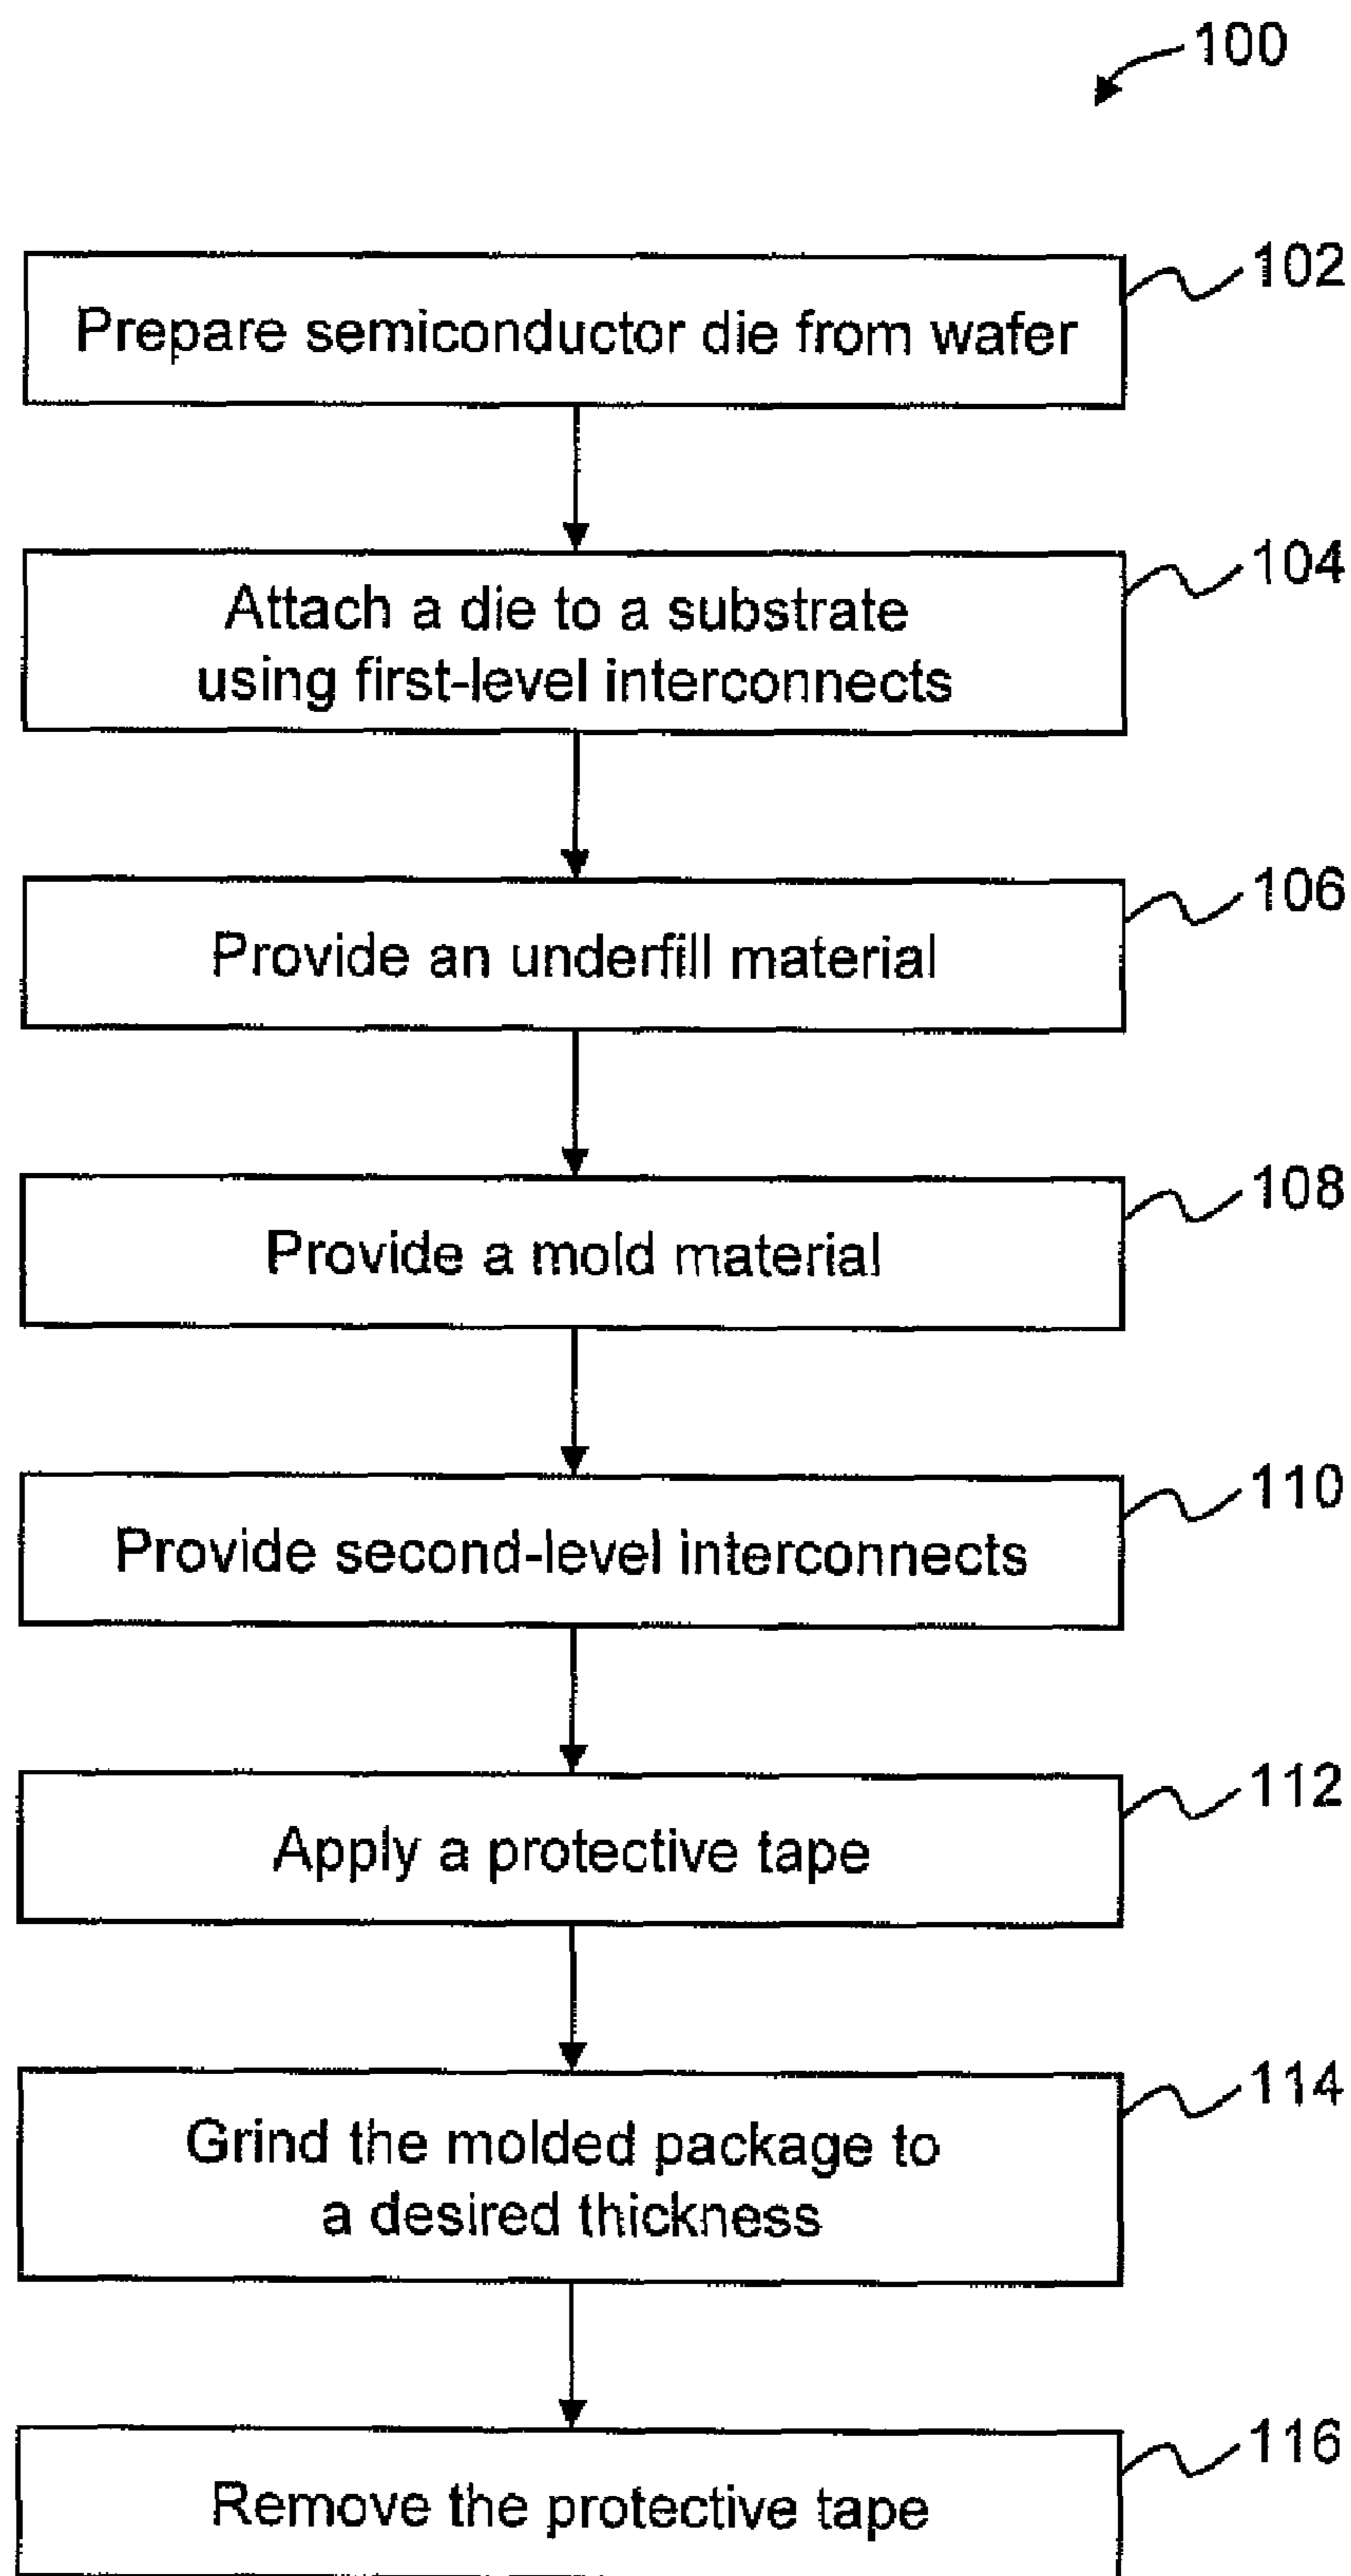 100
102
Prepare semiconductor die from wafer
104
Attach a die to a substrate
using first-level interconnects
106
Provide an underfill material
108
Provide a mold material
110
Provide second-level interconnects
112
Apply a protective tape
114
Grind the molded package to
a desired thickness
116
Remove the protective tape